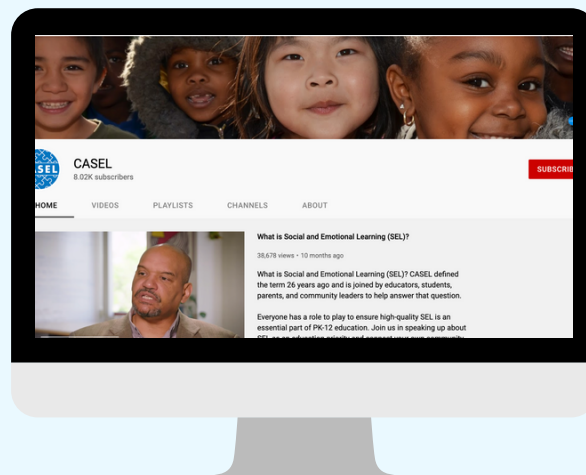 CASEL
8.02K subscribers
SUBSCRIB
HOME VIDEOS PLAYLISTS CHANNELS ABOUT
What is Social and Emotional Learning (SEL)?
38,678 views • 10 months ago
What is Social and Emotional Learning (SEL)? CASEL defined
the term 26 years ago and is joined by educators, students,
parents, and community leaders to help answer that question.
Everyone has a role to play to ensure high-quality SEL is an
essential part of PK-12 education. Join us in speaking up about